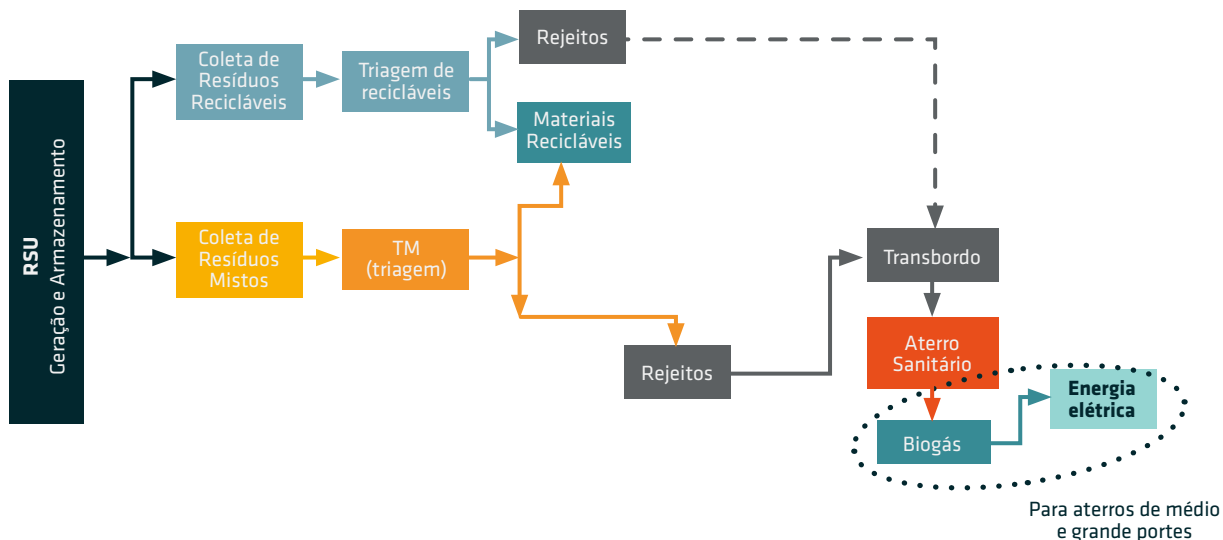 RSU
Geração e Armazenamento
Coleta de
Resíduos
Recicláveis
Triagem de
recicláveis
Rejeitos
Materiais
Recicláveis
Coleta de
Resíduos
Mistos
TM
(triagem)
Rejeitos
Transbordo
Aterro
Sanitário
Biogás
Energia
elétrica
Para aterros de médio
e grande portes